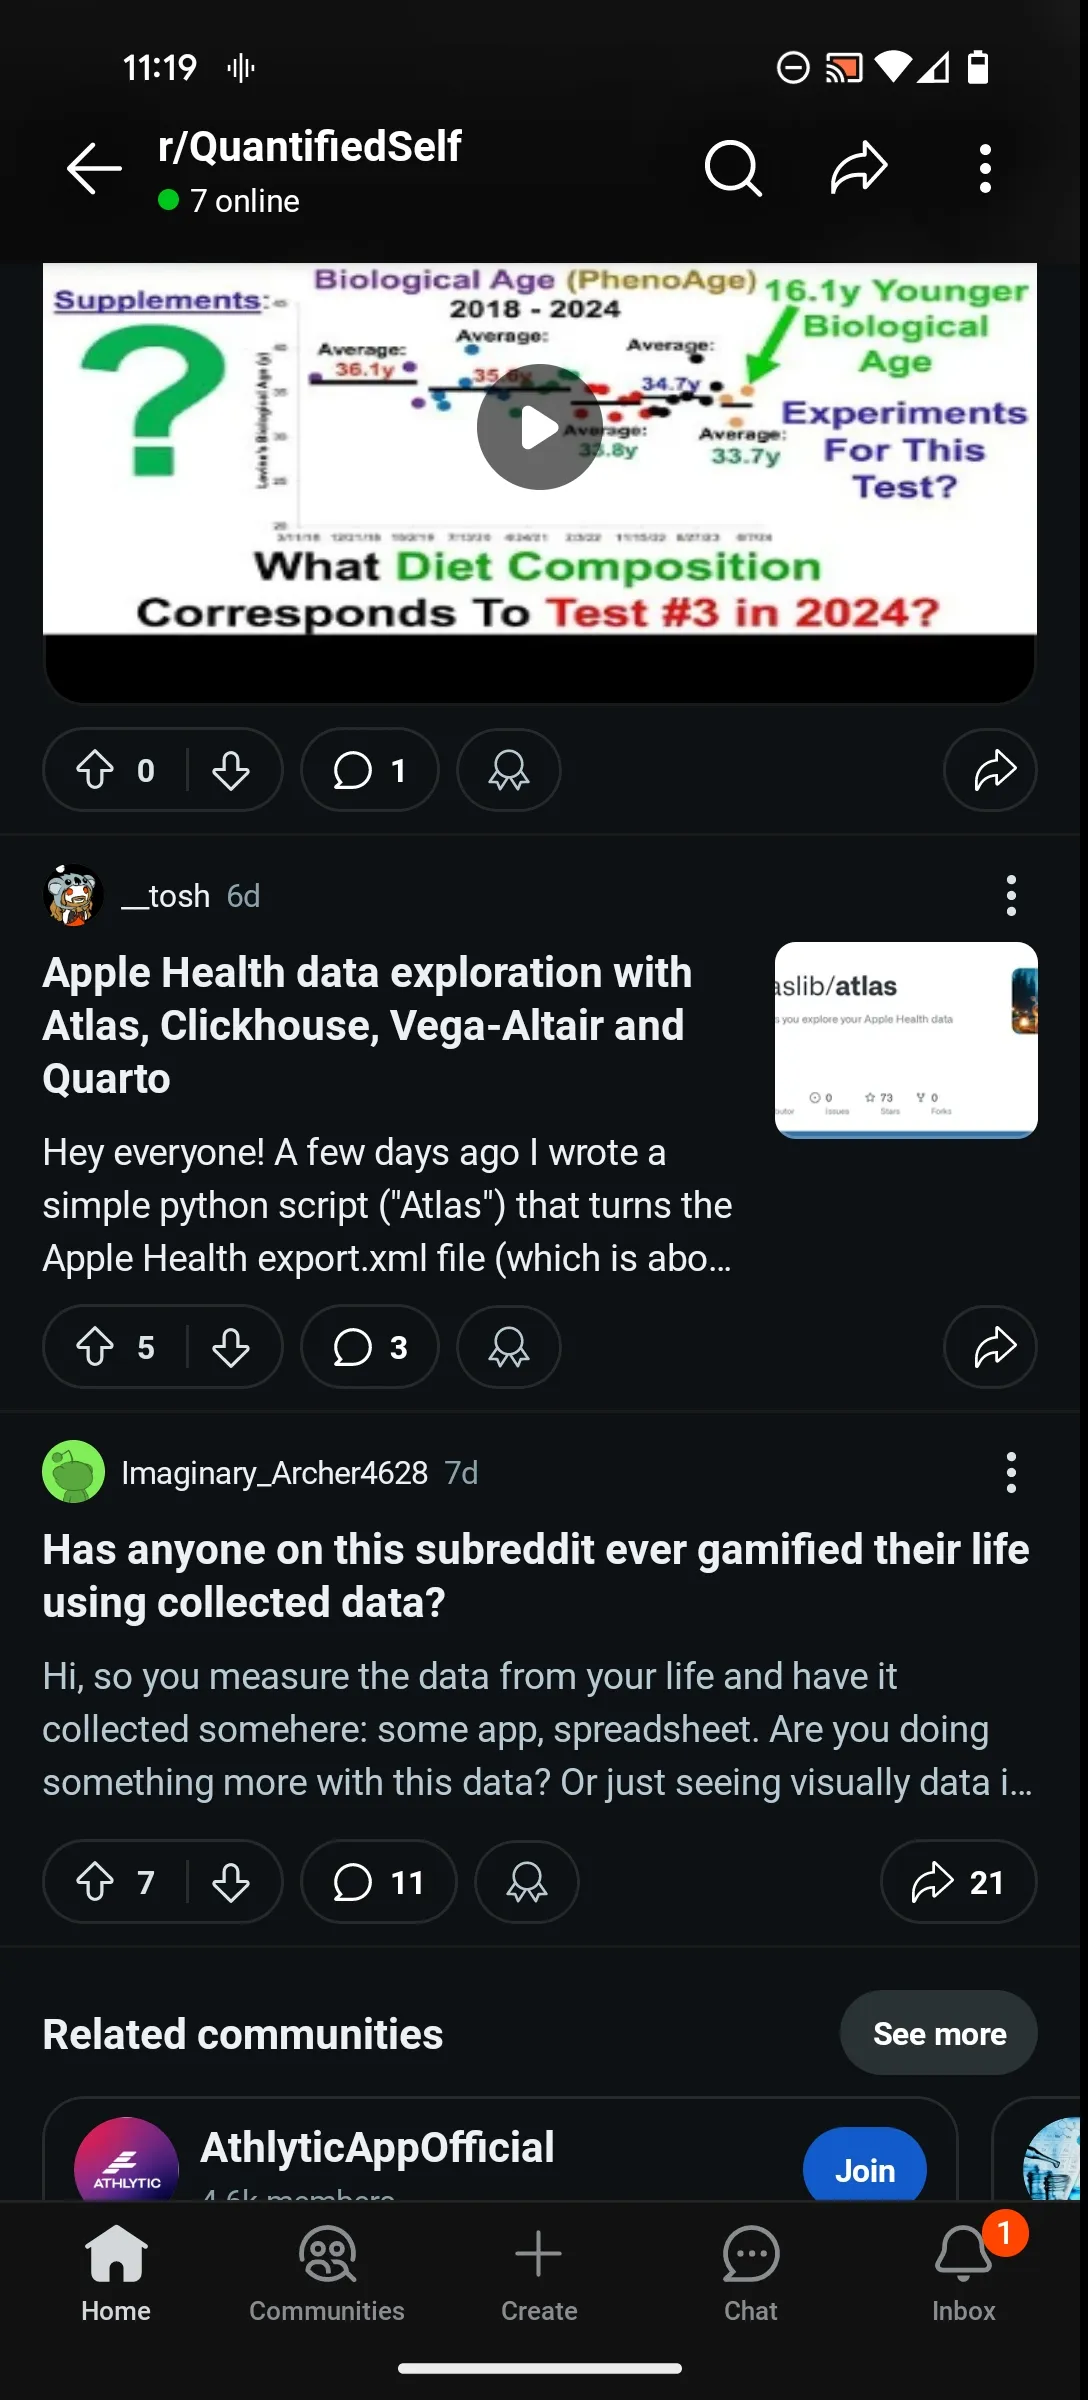 11:19
r/QuantifiedSelf
7 online
Supplements:
?
Biological Age (PhenoAge)
2018 - 2024
Average:
36.1y
Average:
Average:
34.7y
Average:
33.8y
Average:
33.7y
16.1y Younger
Biological
Age
Experiments
For This
Test?
What Diet Composition
Corresponds To Test #3 in 2024?
0
1
__tosh 6d
Apple Health data exploration with
Atlas, Clickhouse, Vega-Altair and
Quarto
aslib/atlas
s you explore your Apple Health data
0
73
0
Issues
Stars
Forks
Hey everyone! A few days ago I wrote a
simple python script ("Atlas") that turns the
Apple Health export.xml file (which is abo...
5
3
Imaginary_Archer4628 7d
Has anyone on this subreddit ever gamified their life
using collected data?
Hi, so you measure the data from your life and have it
collected somehere: some app, spreadsheet. Are you doing
something more with this data? Or just seeing visually data i...
7
11
21
Related communities
See more
ATHLYTIC
AthlyticAppOfficial
Join
Home
Communities
Create
Chat
1
Inbox